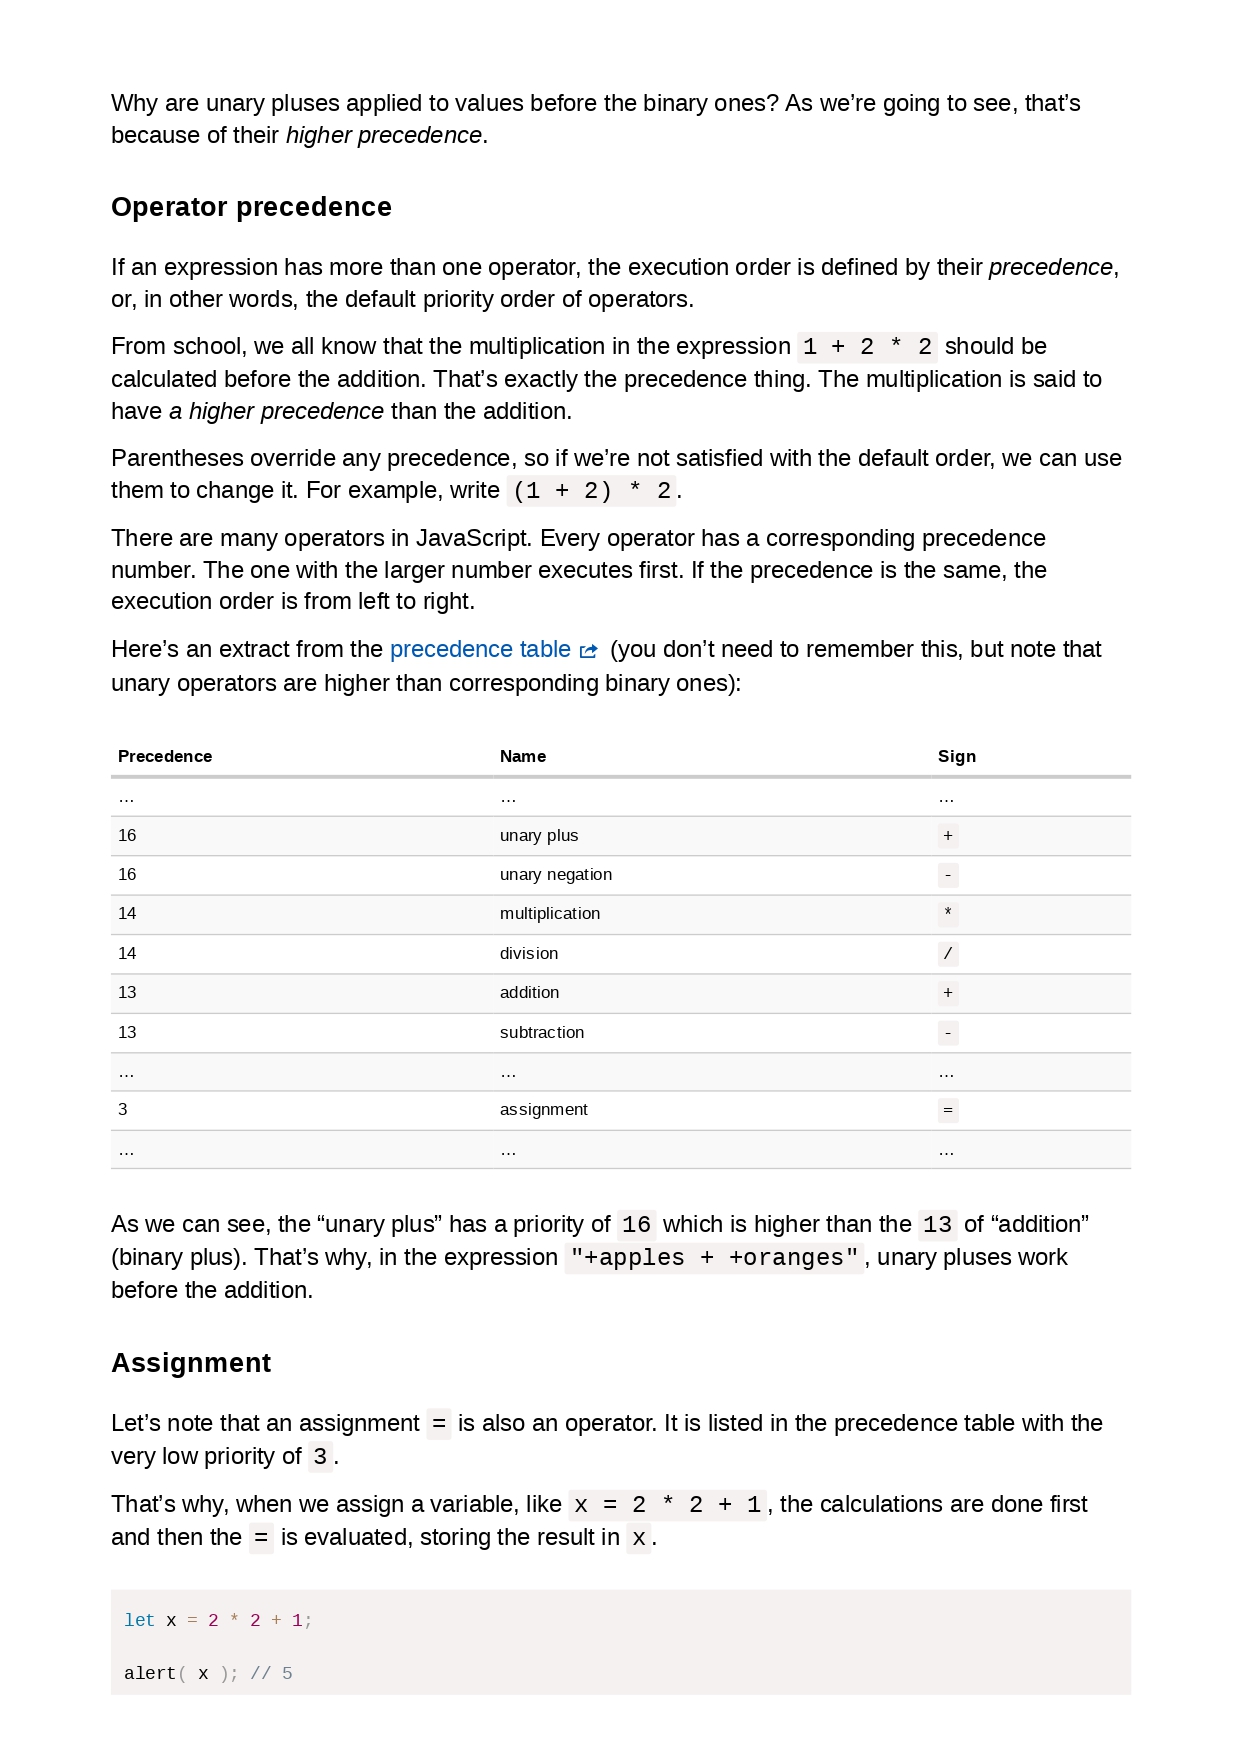 Why are unary pluses applied to values before the binary ones? As we’re going to see, that’s
because of their higher precedence.
Operator precedence
If an expression has more than one operator, the execution order is defined by their precedence,
or, in other words, the default priority order of operators.
From school, we all know that the multiplication in the expression 1 + 2 * 2 should be
calculated before the addition. That’s exactly the precedence thing. The multiplication is said to
have a higher precedence than the addition.
Parentheses override any precedence, so if we’re not satisfied with the default order, we can use
them to change it. For example, write (1 + 2) * 2.
There are many operators in JavaScript. Every operator has a corresponding precedence
number. The one with the larger number executes first. If the precedence is the same, the
execution order is from left to right.
Here’s an extract from the precedence table (you don’t need to remember this, but note that
unary operators are higher than corresponding binary ones):
Precedence Name Sign
… … …
16 unary plus +
16 unary negation -
14 multiplication *
14 division /
13 addition +
13 subtraction -
… … …
3 assignment =
… … …
As we can see, the “unary plus” has a priority of 16 which is higher than the 13 of “addition”
(binary plus). That’s why, in the expression "+apples + +oranges", unary pluses work
before the addition.
Assignment
Let’s note that an assignment = is also an operator. It is listed in the precedence table with the
very low priority of 3.
That’s why, when we assign a variable, like x = 2 * 2 + 1, the calculations are done first
and then the = is evaluated, storing the result in x.
let x = 2 * 2 + 1;
alert( x ); // 5